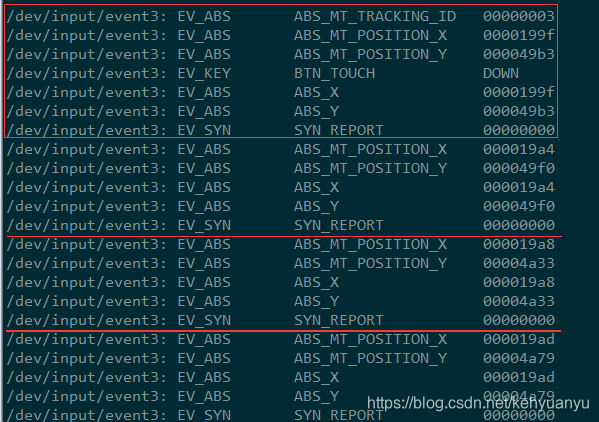 /dev/input/event3: EV_ABS ABS_MT_TRACKING_ID 00000003
/dev/input/event3: EV_ABS ABS_MT_POSITION_X 0000199f
/dev/input/event3: EV_ABS ABS_MT_POSITION_Y 000049b3
/dev/input/event3: EV_KEY BTN_TOUCH DOWN
/dev/input/event3: EV_ABS ABS_X 0000199f
/dev/input/event3: EV_ABS ABS_Y 000049b3
/dev/input/event3: EV_SYN SYN_REPORT 00000000
/dev/input/event3: EV_ABS ABS_MT_POSITION_X 000019a4
/dev/input/event3: EV_ABS ABS_MT_POSITION_Y 000049f0
/dev/input/event3: EV_ABS ABS_X 000019a4
/dev/input/event3: EV_ABS ABS_Y 000049f0
/dev/input/event3: EV_SYN SYN_REPORT 00000000
/dev/input/event3: EV_ABS ABS_MT_POSITION_X 000019a8
/dev/input/event3: EV_ABS ABS_MT_POSITION_Y 00004a33
/dev/input/event3: EV_ABS ABS_X 000019a8
/dev/input/event3: EV_ABS ABS_Y 00004a33
/dev/input/event3: EV_SYN SYN_REPORT 00000000
/dev/input/event3: EV_ABS ABS_MT_POSITION_X 000019ad
/dev/input/event3: EV_ABS ABS_MT_POSITION_Y 00004a79
/dev/input/event3: EV_ABS ABS_X 000019ad
/dev/input/event3: EV_ABS ABS_Y 00004a79
https://blog.csdn.net/kehyuanyu
/dev/input/event3: EV_SYN SYN_REPORT 00000000